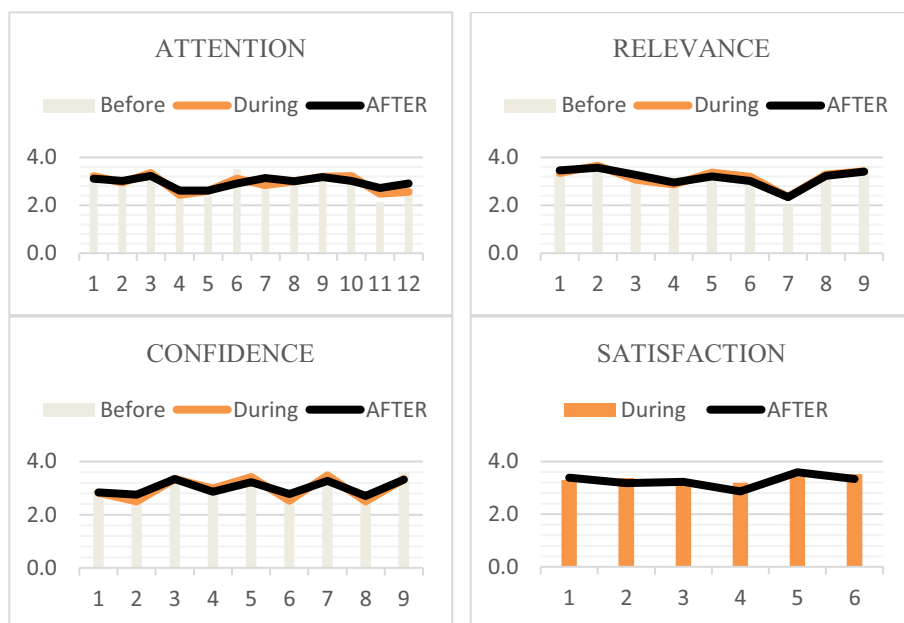 ATTENTION
Before During AFTER
4.0
2.0
0.0
1 2 3 4 5 6 7 8 9 10 11 12
RELEVANCE
Before During AFTER
4.0
2.0
0.0
1 2 3 4 5 6 7 8 9
CONFIDENCE
Before During AFTER
4.0
2.0
0.0
1 2 3 4 5 6 7 8 9
SATISFACTION
During AFTER
4.0
2.0
0.0
1 2 3 4 5 6